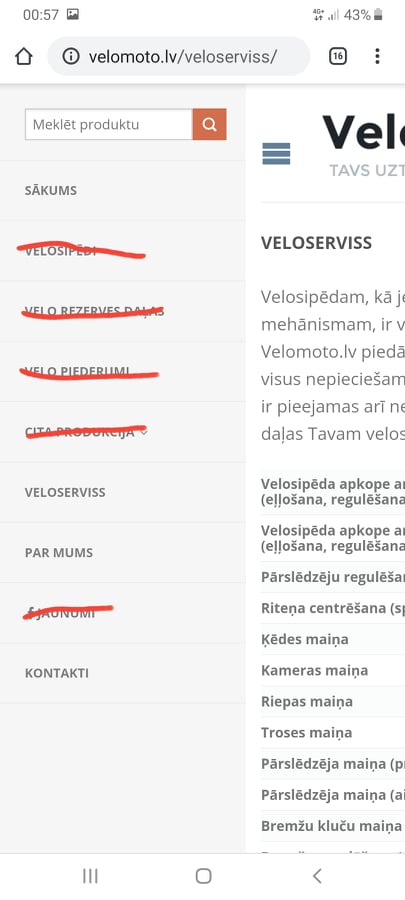 00:57
4G+
43%
velomoto.lv/veloserviss/
16
Meklēt produktu
SĀKUMS
VELOSIPĒDI
VELO REZERVES DAĻAS
VELO PIEDERUMI
CITA PRODUKCIJA
VELOSERVISS
PAR MUMS
JAUNUMI
KONTAKTI
Velo
TAVS UZT
VELOSERVISS
Velosipēdam, kā je
mehānismam, ir v
Velomoto.lv piedā
visus nepieciešam
ir pieejamas arī ne
daļas Tavam velos
Velosipēda apkope a
(eļļošana, regulēšana
Velosipēda apkope a
(eļļošana, regulēšana
Pārslēdzēju regulēša
Riteņa centrēšana (s
Ķēdes maiņa
Kameras maiņa
Riepas maiņa
Troses maiņa
Pārslēdzēja maiņa (p
Pārslēdzēja maiņa (a
Bremžu kluču maiņa